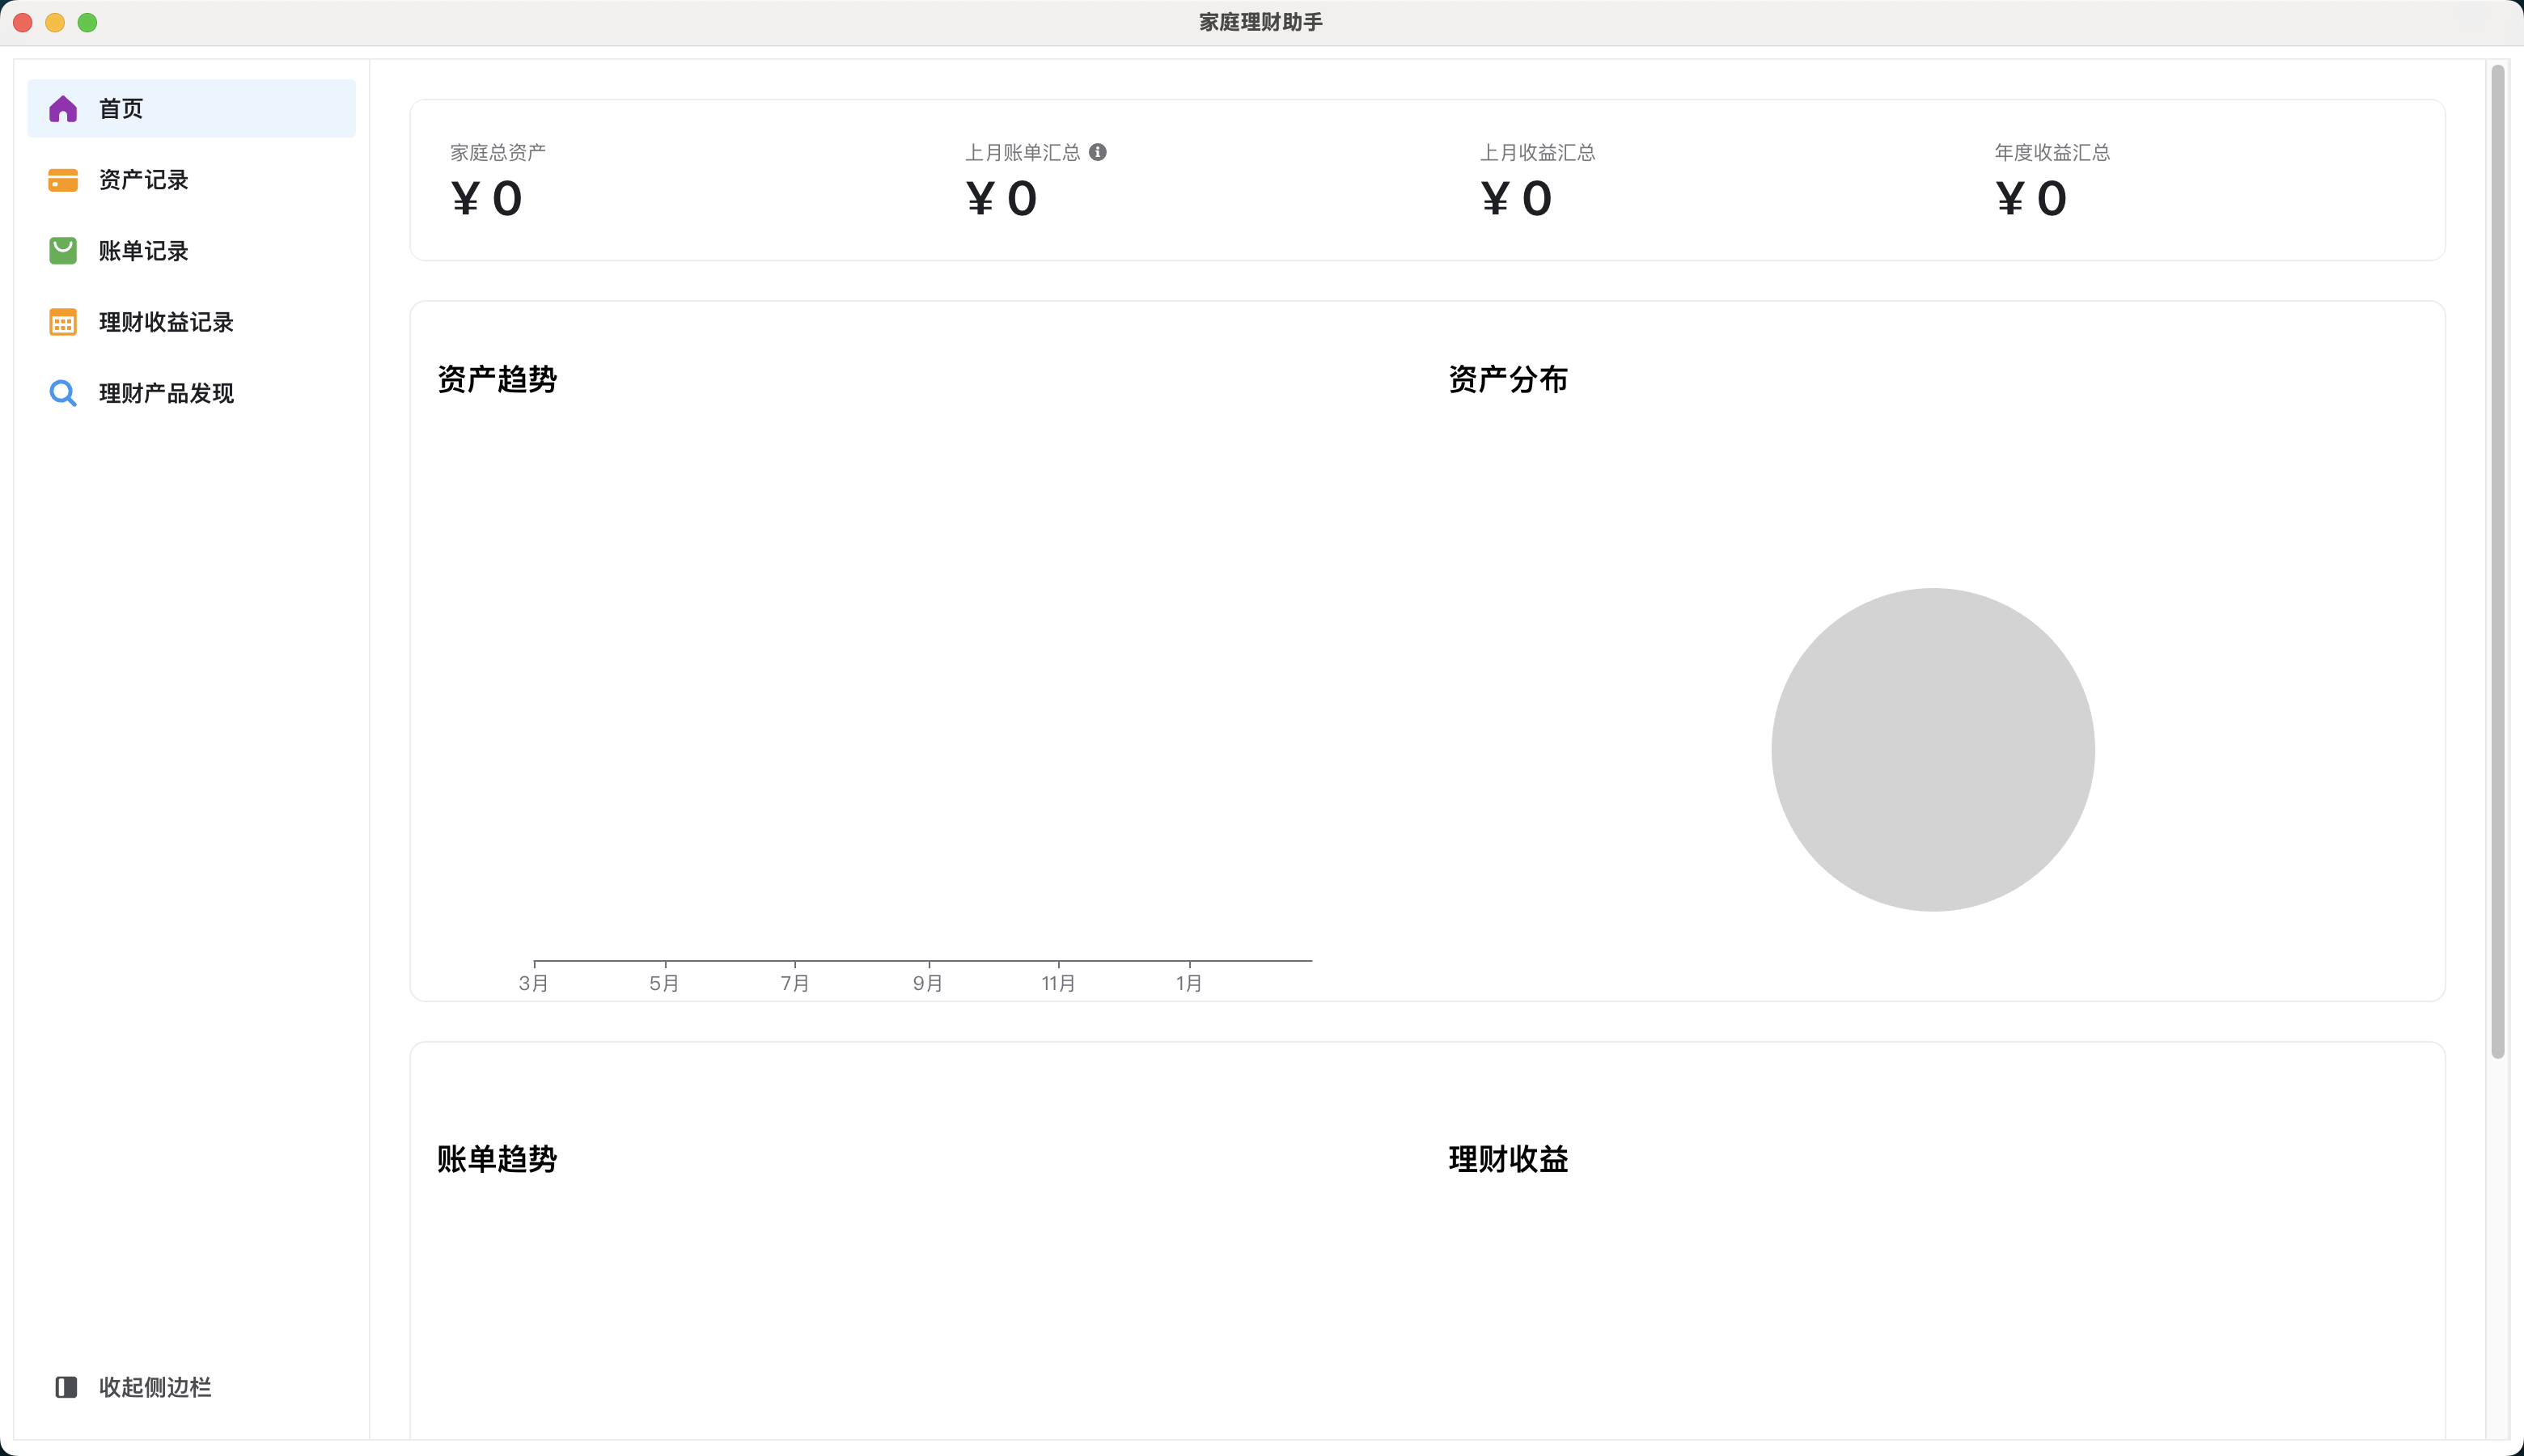 家庭理财助手
首页
资产记录
账单记录
理财收益记录
理财产品发现
收起侧边栏
家庭总资产
¥ 0
上月账单汇总
¥ 0
上月收益汇总
¥ 0
年度收益汇总
¥ 0
资产趋势
3月 5月 7月 9月 11月 1月
资产分布
账单趋势
理财收益